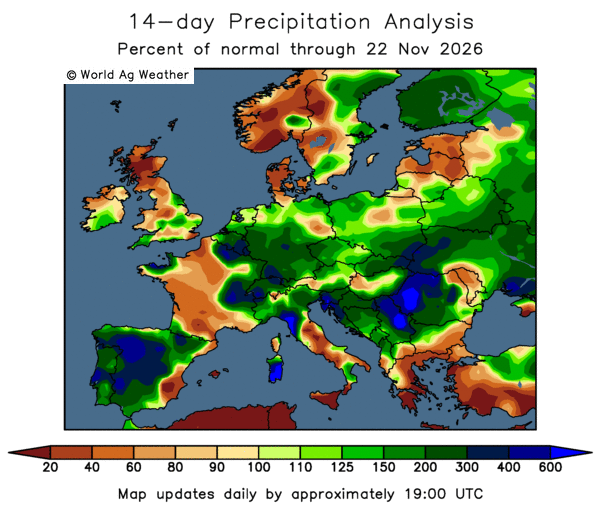 14-day Precipitation Analysis
Percent of normal through 22 Nov 2026
© World Ag Weather
20 40 60 80 90 100 110 125 150 200 300 400 600
Map updates daily by approximately 19:00 UTC